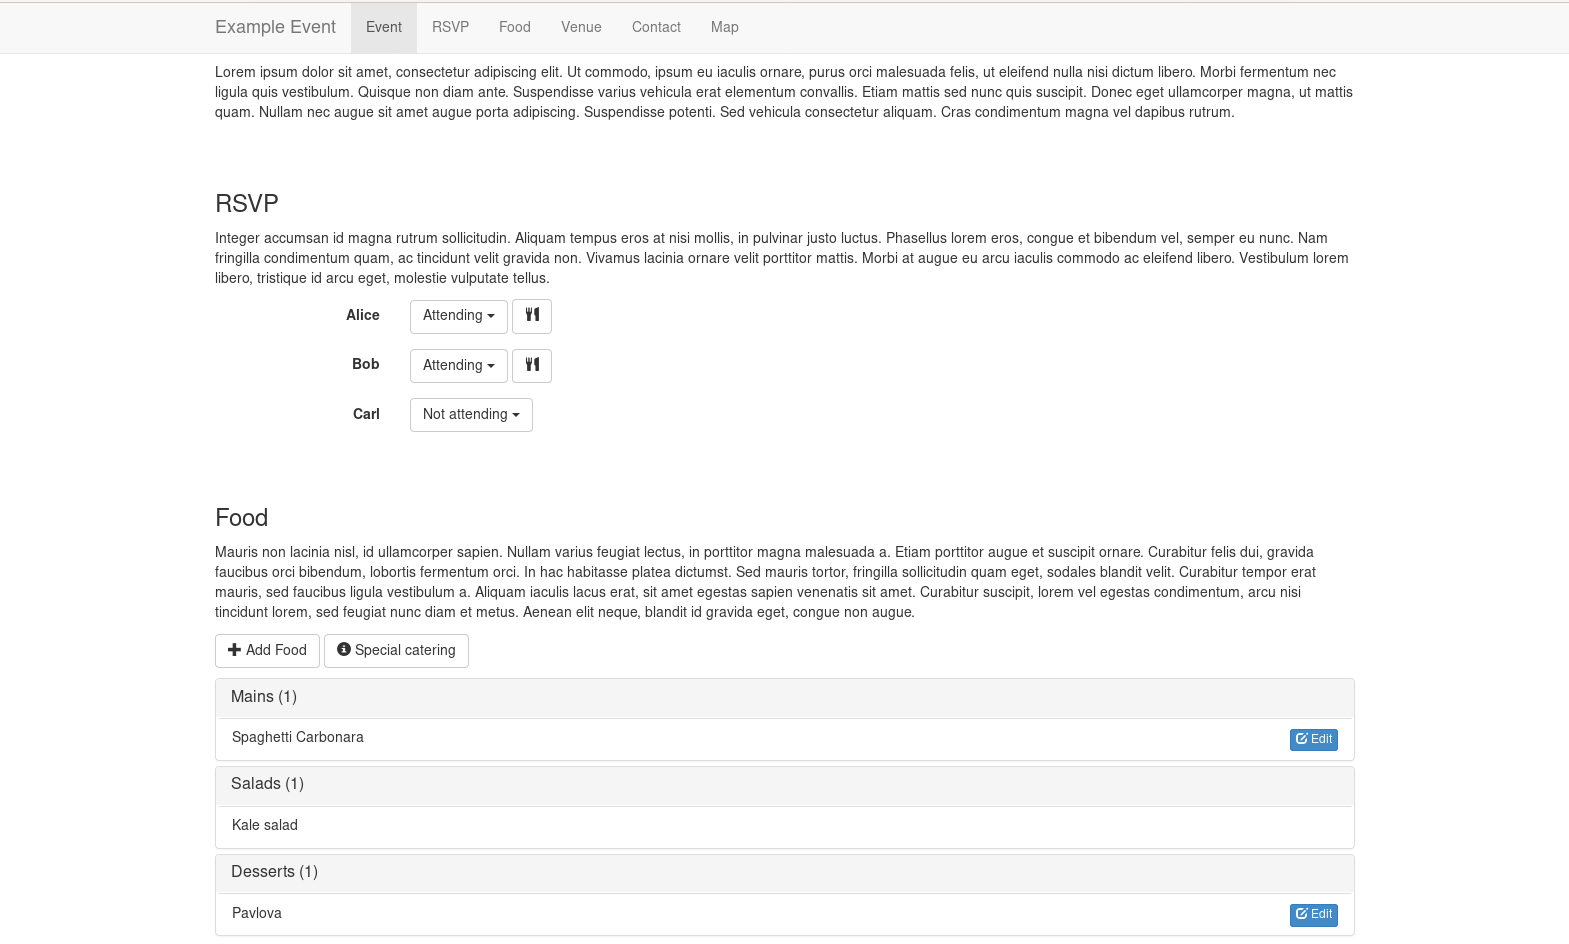 Example Event Event RSVP Food Venue Contact Map
Lorem ipsum dolor sit amet, consectetur adipiscing elit. Ut commodo, ipsum eu iaculis ornare, purus orci malesuada felis, ut eleifend nulla nisi dictum libero. Morbi fermentum nec
ligula quis vestibulum. Quisque non diam ante. Suspendisse varius vehicula erat elementum convallis. Etiam mattis sed nunc quis suscipit. Donec eget ullamcorper magna, ut mattis
quam. Nullam nec augue sit amet augue porta adipiscing. Suspendisse potenti. Sed vehicula consectetur aliquam. Cras condimentum magna vel dapibus rutrum.
RSVP
Integer accumsan id magna rutrum sollicitudin. Aliquam tempus eros at nisi mollis, in pulvinar justo luctus. Phasellus lorem eros, congue et bibendum vel, semper eu nunc. Nam
fringilla condimentum quam, ac tincidunt velit gravida non. Vivamus lacinia ornare velit porttitor mattis. Morbi at augue eu arcu iaculis commodo ac eleifend libero. Vestibulum lorem
libero, tristique id arcu eget, molestie vulputate tellus.
Alice Attending
Bob Attending
Carl Not attending
Food
Mauris non lacinia nisl, id ullamcorper sapien. Nullam varius feugiat lectus, in porttitor magna malesuada a. Etiam porttitor augue et suscipit ornare. Curabitur felis dui, gravida
faucibus orci bibendum, lobortis fermentum orci. In hac habitasse platea dictumst. Sed mauris tortor, fringilla sollicitudin quam eget, sodales blandit velit. Curabitur tempor erat
mauris, sed faucibus ligula vestibulum a. Aliquam iaculis lacus erat, sit amet egestas sapien venenatis sit amet. Curabitur suscipit, lorem vel egestas condimentum, arcu nisi
tincidunt lorem, sed feugiat nunc diam et metus. Aenean elit neque, blandit id gravida eget, congue non augue.
Add Food Special catering
Mains (1)
Spaghetti Carbonara Edit
Salads (1)
Kale salad
Desserts (1)
Pavlova Edit